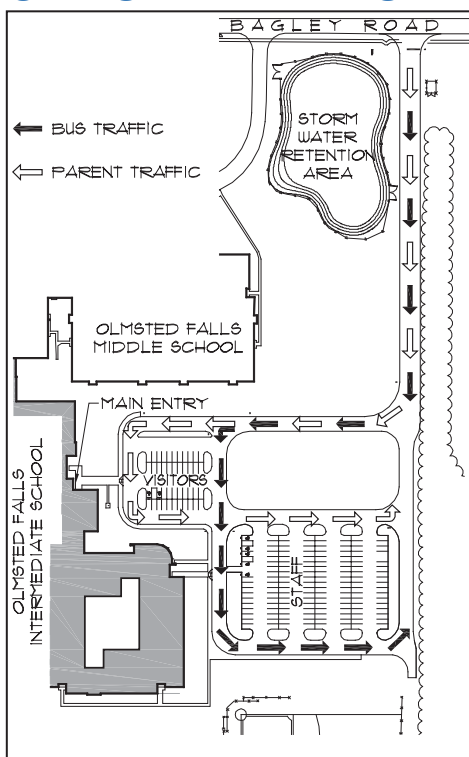 BAGLEY ROAD
BUS TRAFFIC
PARENT TRAFFIC
STORM
WATER
RETENTION
AREA
OLMSTED FALLS
MIDDLE SCHOOL
MAIN ENTRY
VISITORS
OLMSTED FALLS
INTERMEDIATE SCHOOL
STAFF